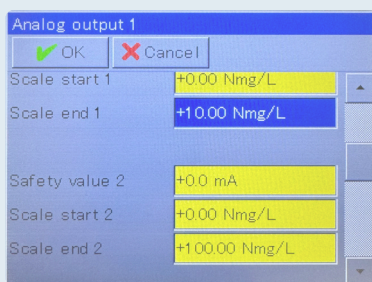 Analog output 1
OK Cancel
Scale start 1 +0.00 Nmg/L
Scale end 1 +10.00 Nmg/L
Safety value 2 +0.0 mA
Scale start 2 +0.00 Nmg/L
Scale end 2 +100.00 Nmg/L